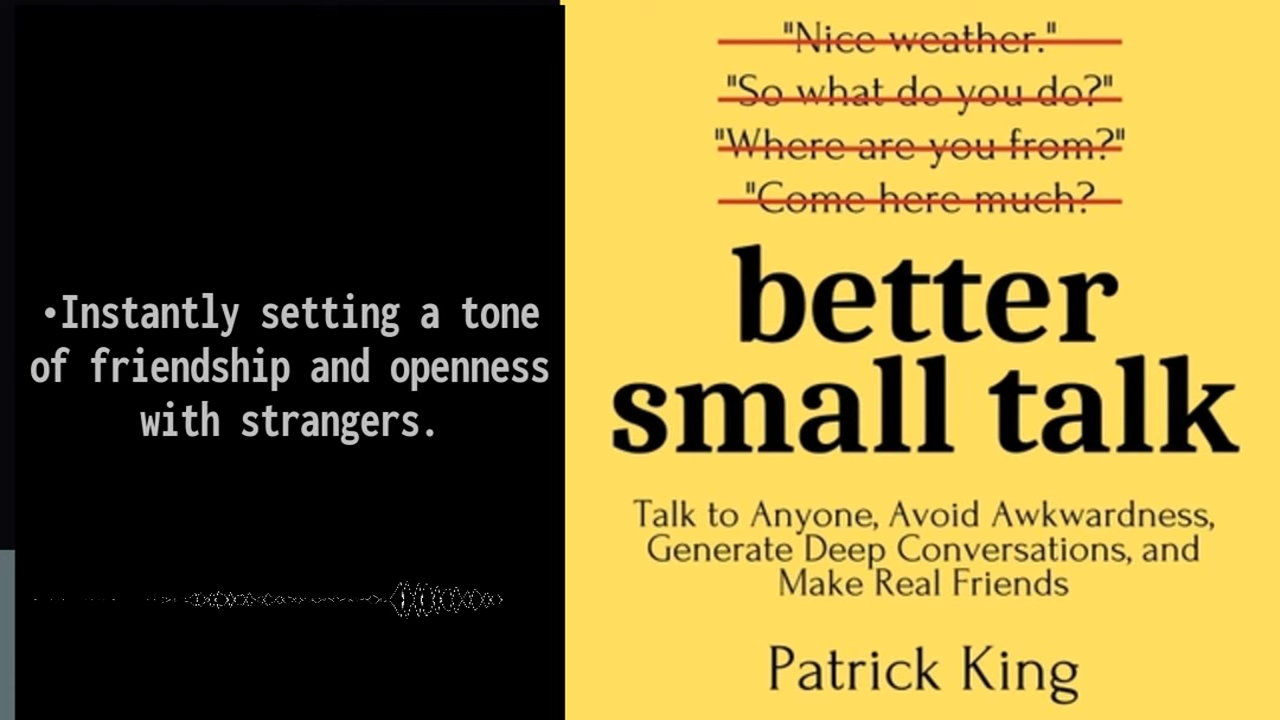 •Instantly setting a tone
of friendship and openness
with strangers.
"Nice weather."
"So what do you do?"
"Where are you from?"
"Come here much?
better
small talk
Talk to Anyone, Avoid Awkwardness,
Generate Deep Conversations, and
Make Real Friends
Patrick King